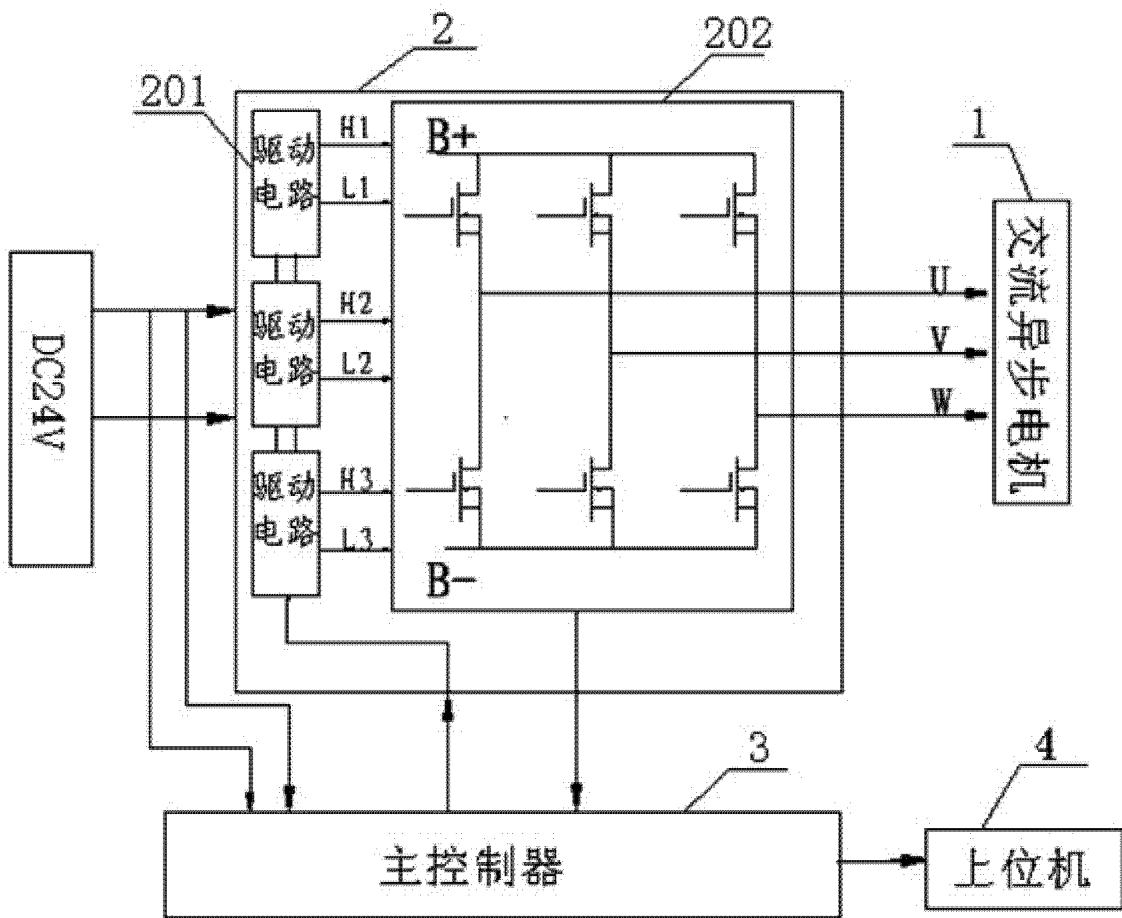 2
202
201
1
驱动
电路
H1
L1
B+
DC24V
驱动
电路
H2
L2
U
V
W
交流异步电机
驱动
电路
H3
L3
B-
3
4
主控制器
上位机